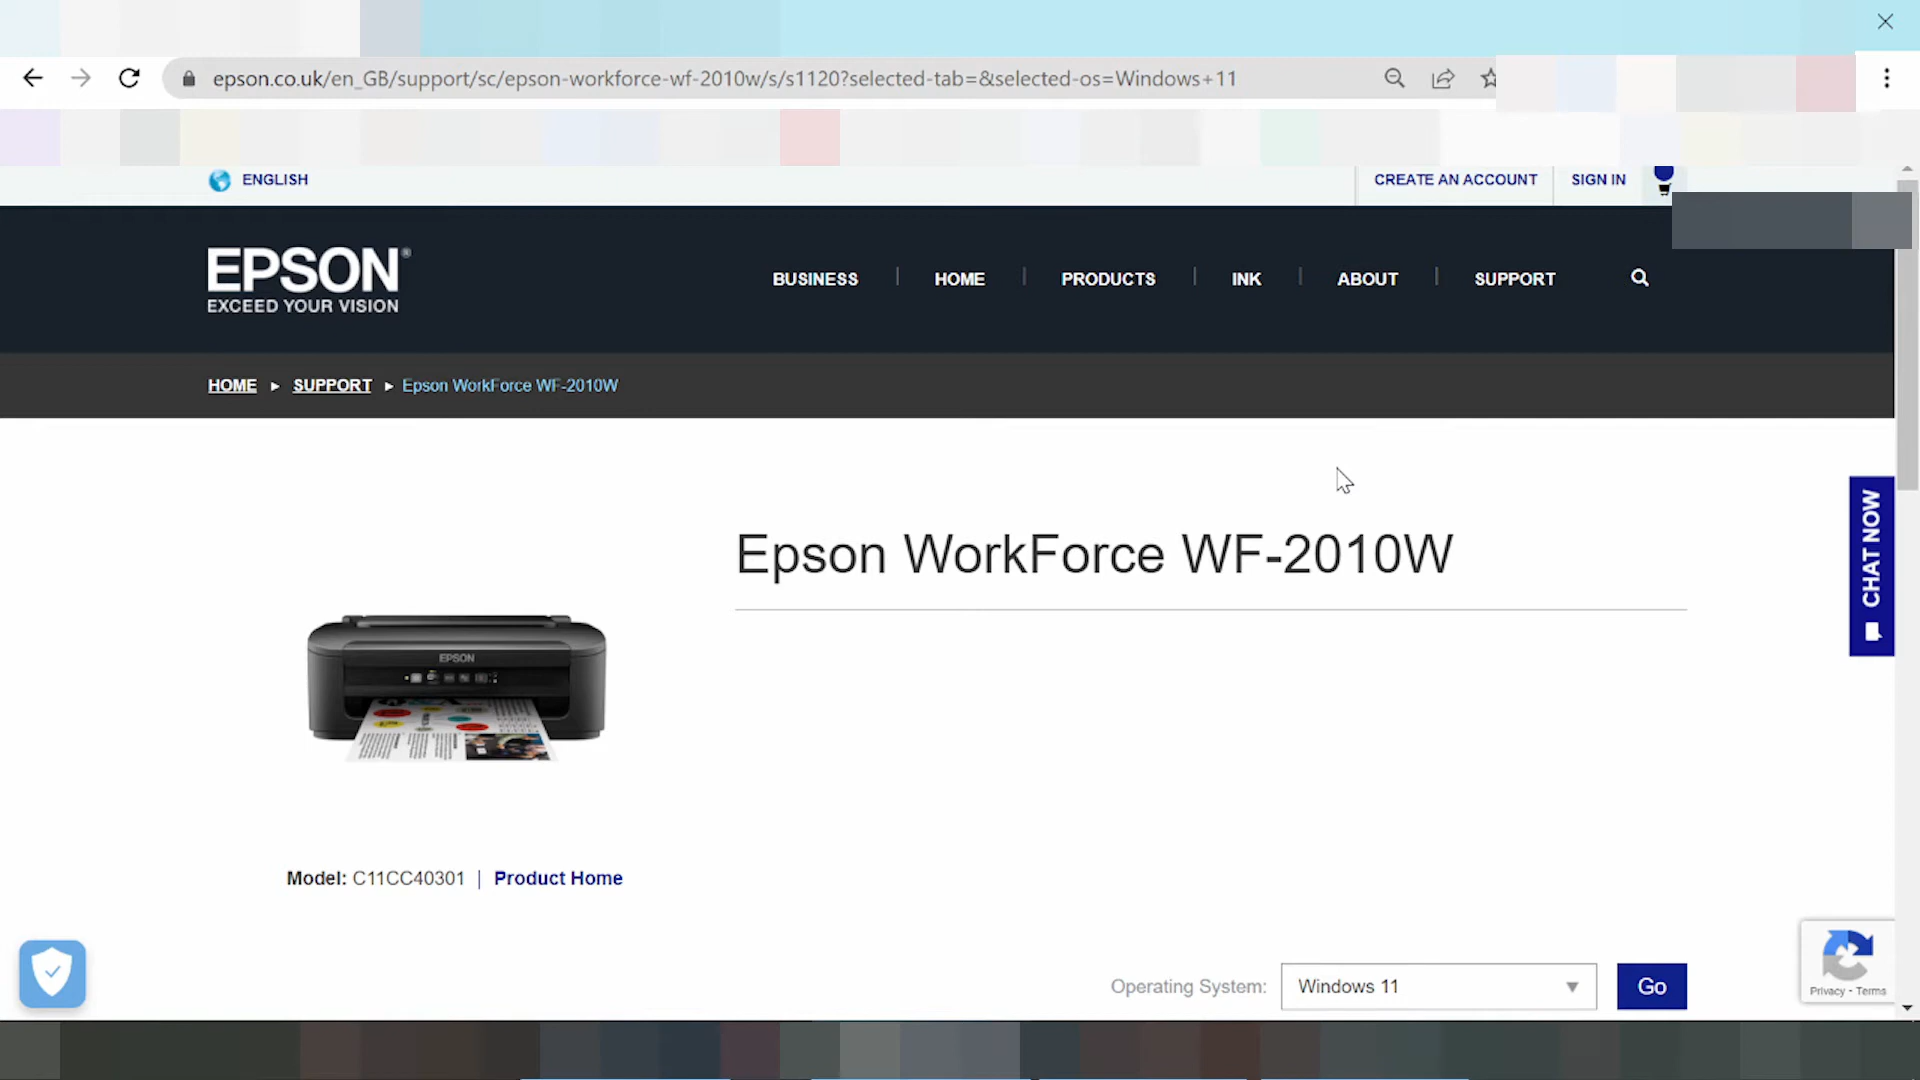 epson.co.uk/en_GB/support/sc/epson-workforce-wf-2010w/s/s1120?selected-tab=&selected-os=Windows+11
ENGLISH
CREATE AN ACCOUNT
SIGN IN
EPSON®
EXCEED YOUR VISION
BUSINESS
HOME
PRODUCTS
INK
ABOUT
SUPPORT
HOME ▸ SUPPORT ▸ Epson WorkForce WF-2010W
CHAT NOW
Epson WorkForce WF-2010W
EPSON
Model: C11CC40301 | Product Home
Operating System: Windows 11
Go
Privacy - Terms